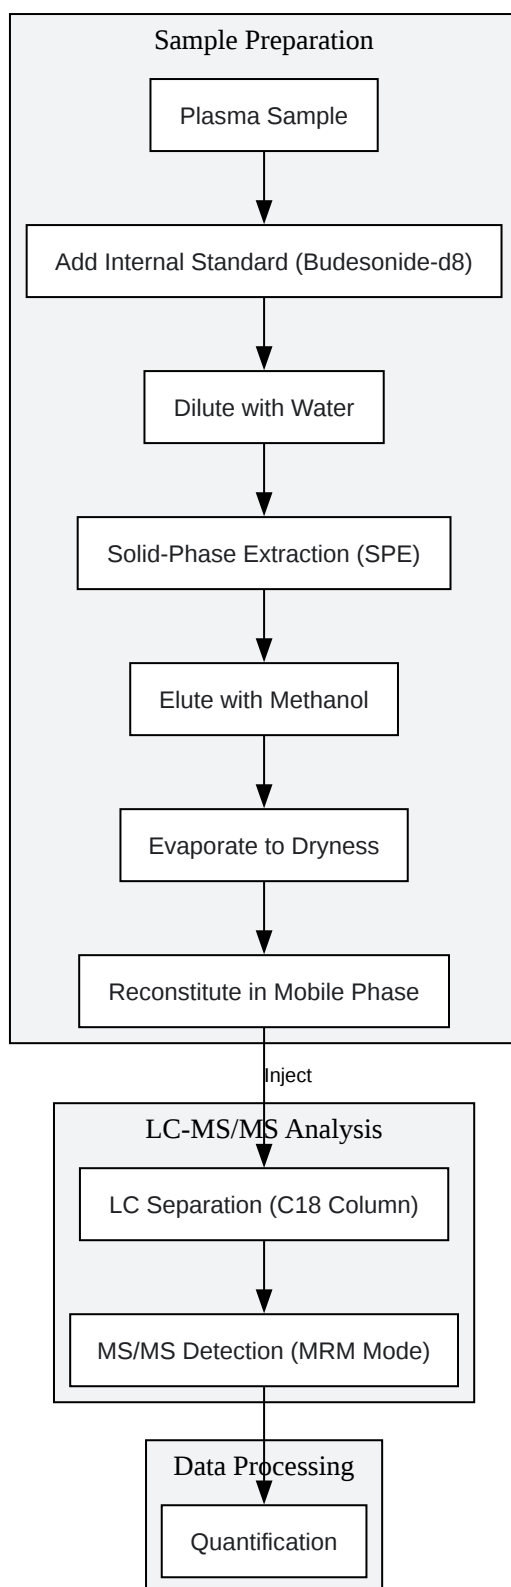 Sample Preparation
Plasma Sample
Add Internal Standard (Budesonide-d8)
Dilute with Water
Solid-Phase Extraction (SPE)
Elute with Methanol
Evaporate to Dryness
Reconstitute in Mobile Phase
Inject
LC-MS/MS Analysis
LC Separation (C18 Column)
MS/MS Detection (MRM Mode)
Data Processing
Quantification